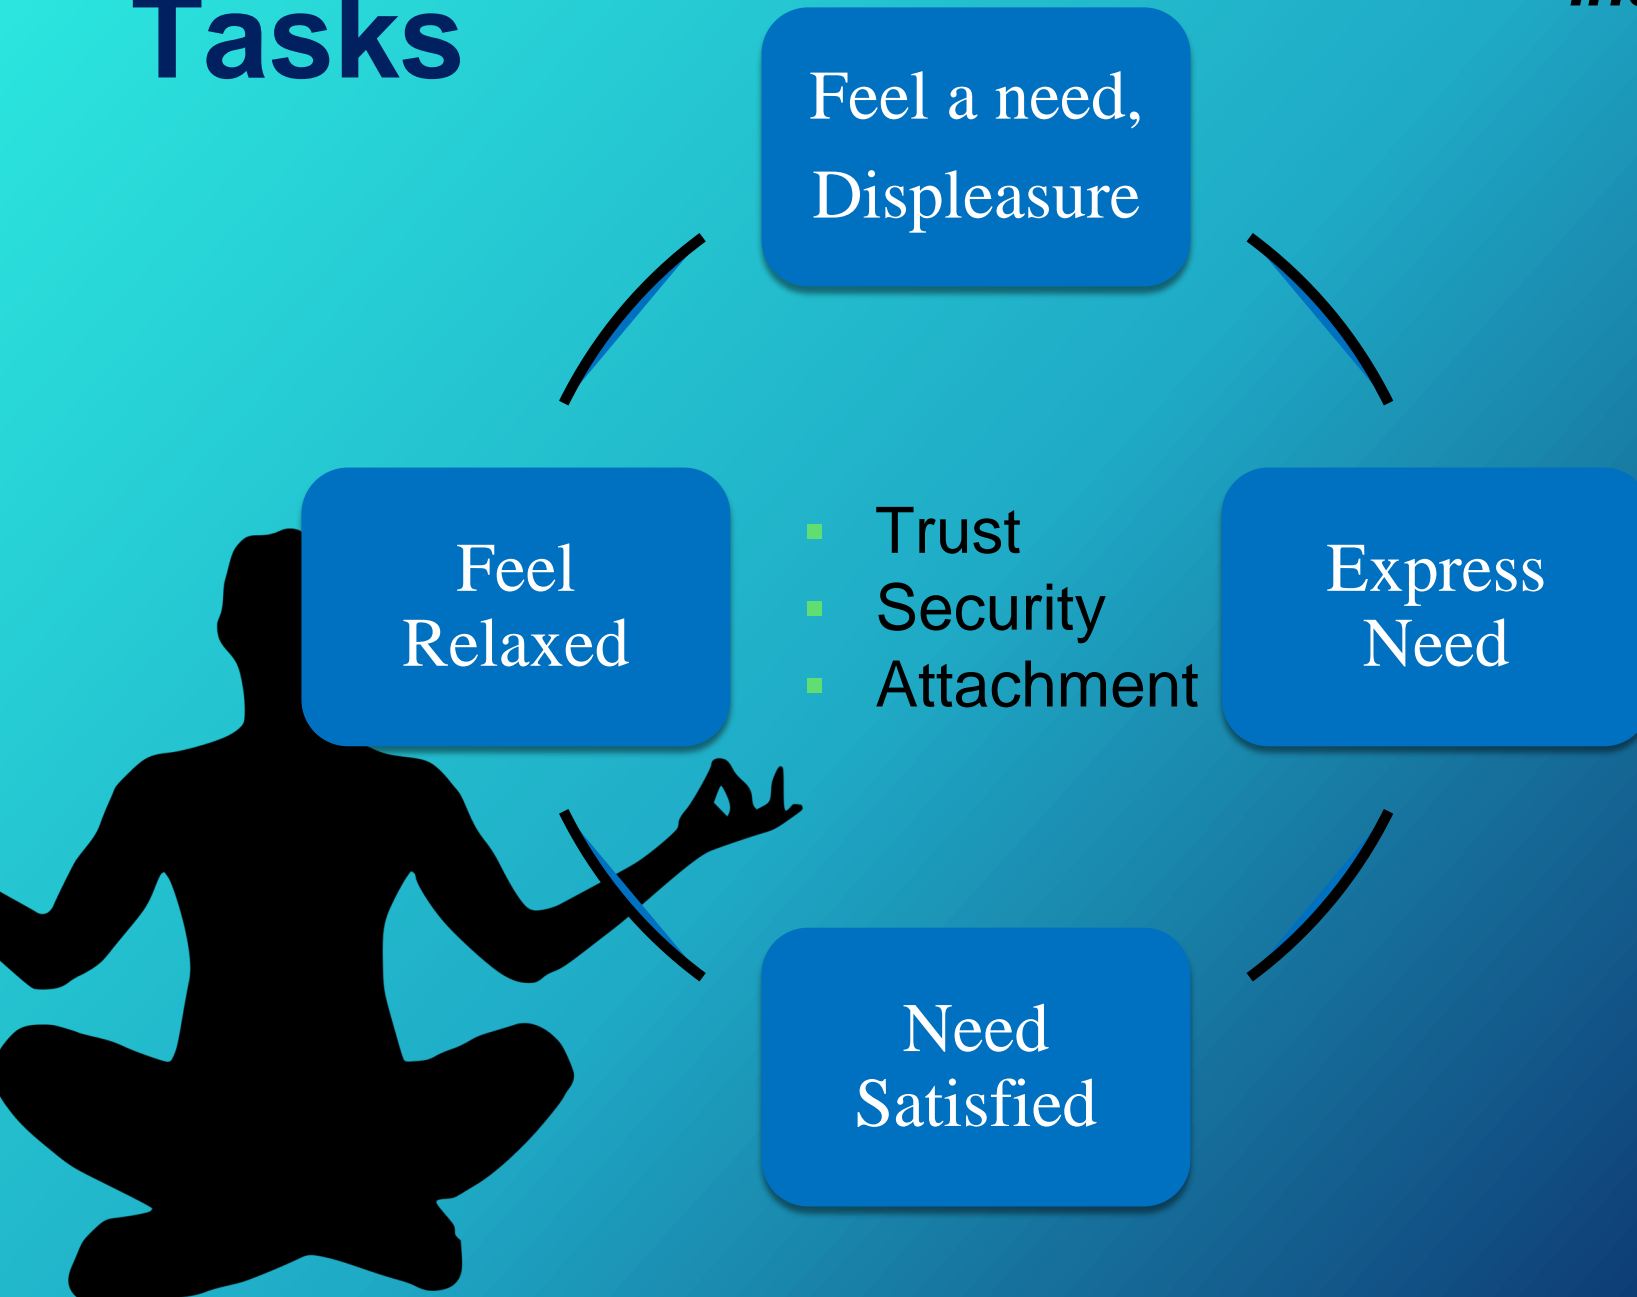 Tasks
Feel a need,
Displeasure
Feel
Relaxed
Trust
Security
Attachment
Express
Need
Need
Satisfied